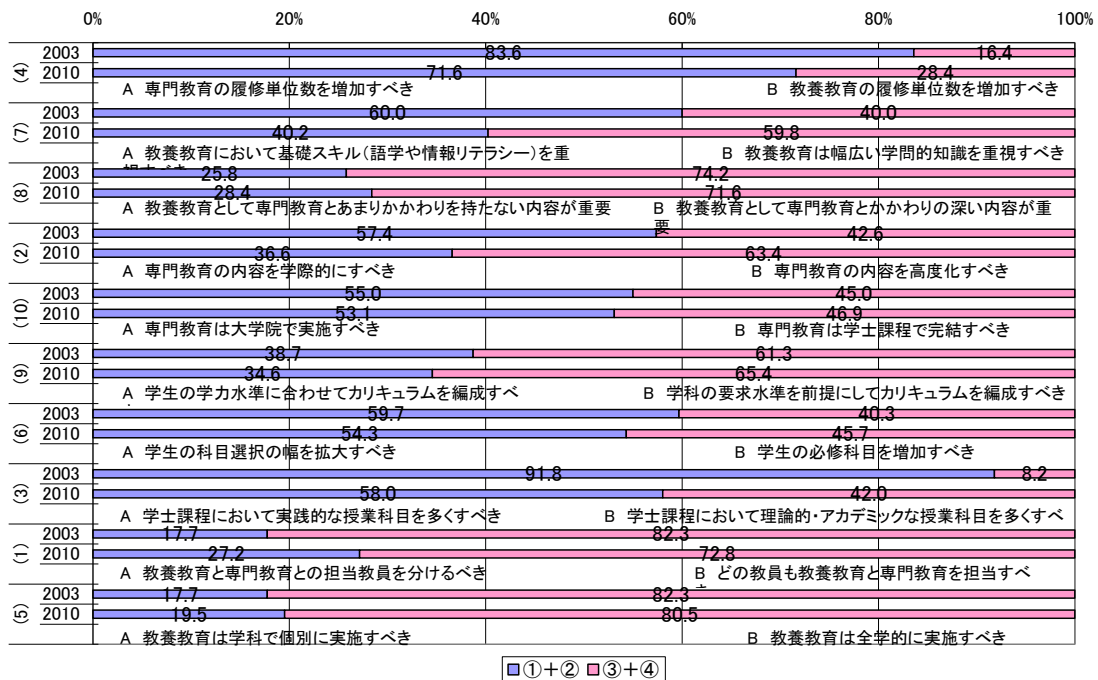 0% 20% 40% 60% 80% 100%
(4)
2003 83.6 16.4
2010 71.6 28.4
A 専門教育の履修単位数を増加すべき B 教養教育の履修単位数を増加すべき
(7)
2003 60.0 40.0
2010 40.2 59.8
A 教養教育において基礎スキル(語学や情報リテラシー)を重 B 教養教育は幅広い学問的知識を重視すべき
(8)
2003 25.8 74.2
2010 28.4 71.6
A 教養教育として専門教育とあまりかかわりを持たない内容が重要 B 教養教育として専門教育とかかわりの深い内容が重
要
(2)
2003 57.4 42.6
2010 36.6 63.4
A 専門教育の内容を学際的にすべき B 専門教育の内容を高度化すべき
(10)
2003 55.0 45.0
2010 53.1 46.9
A 専門教育は大学院で実施すべき B 専門教育は学士課程で完結すべき
(9)
2003 38.7 61.3
2010 34.6 65.4
A 学生の学力水準に合わせてカリキュラムを編成すべ B 学科の要求水準を前提にしてカリキュラムを編成すべき
(6)
2003 59.7 40.3
2010 54.3 45.7
A 学生の科目選択の幅を拡大すべき B 学生の必修科目を増加すべき
(3)
2003 91.8 8.2
2010 58.0 42.0
A 学士課程において実践的な授業科目を多くすべき B 学士課程において理論的・アカデミックな授業科目を多くすべ
(1)
2003 17.7 82.3
2010 27.2 72.8
A 教養教育と専門教育との担当教員を分けるべき B どの教員も教養教育と専門教育を担当すべ
(5)
2003 17.7 82.3
2010 19.5 80.5
A 教養教育は学科で個別に実施すべき B 教養教育は全学的に実施すべき
①+② ③+④